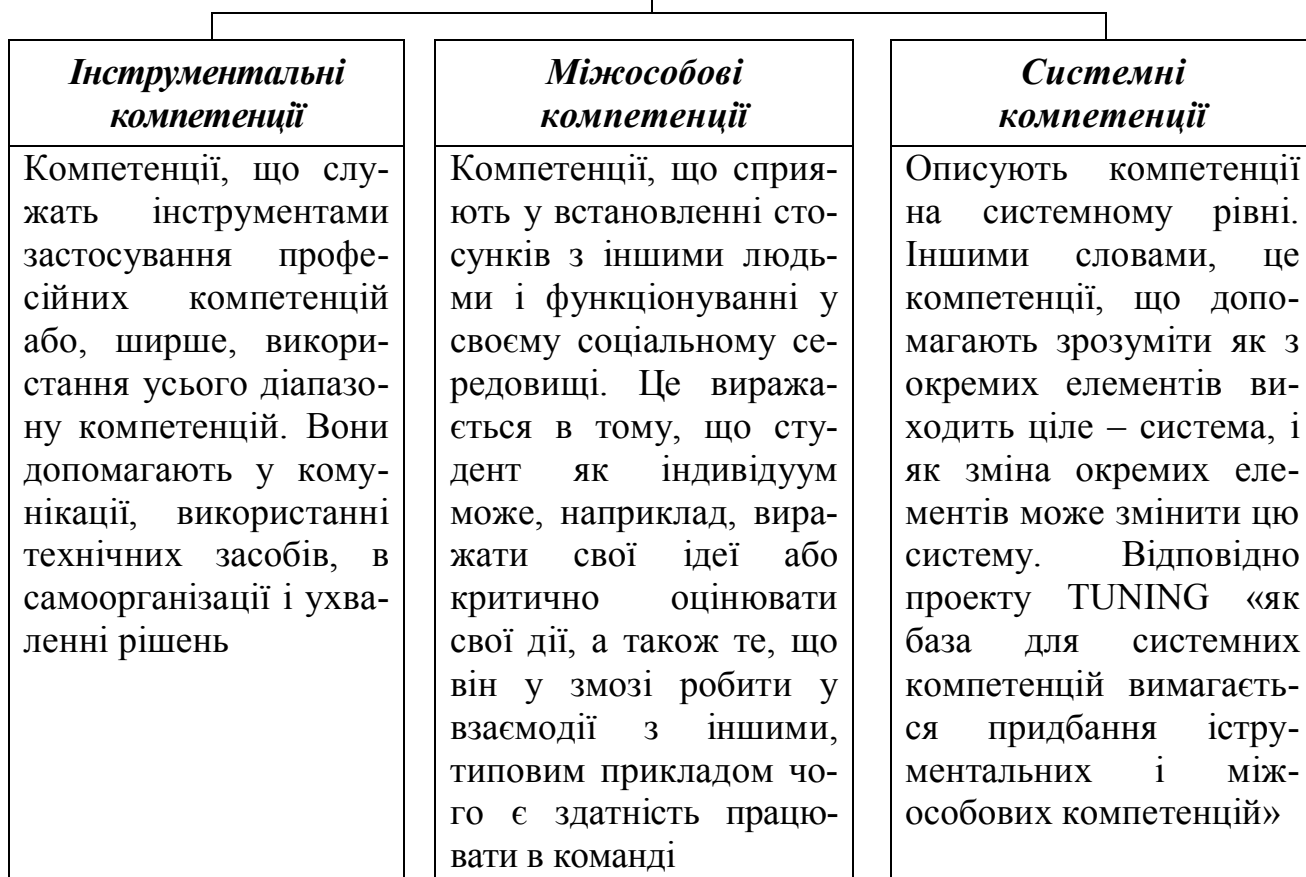 Інструментальні
компетенції
Компетенції, що слу-
жать інструментами
застосування профе-
сійних компетенцій
або, ширше, викори-
стання усього діапазо-
ну компетенцій. Вони
допомагають у кому-
нікації, використанні
технічних засобів, в
самоорганізації і ухва-
ленні рішень
Міжособові
компетенції
Компетенції, що сприя-
ють у встановленні сто-
сунків з іншими людь-
ми і функціонуванні у
своєму соціальному се-
редовищі. Це виража-
ється в тому, що сту-
дент як індивідуум
може, наприклад, вира-
жати свої ідеї або
критично оцінювати
свої дії, а також те, що
він у змозі робити у
взаємодії з іншими,
типовим прикладом чо-
го є здатність працю-
вати в команді
Системні
компетенції
Описують компетенції
на системному рівні.
Іншими словами, це
компетенції, що допо-
магають зрозуміти як з
окремих елементів ви-
ходить ціле – система, і
як зміна окремих еле-
ментів може змінити цю
систему. Відповідно
проекту TUNING «як
база для системних
компетенцій вимагаєть-
ся придбання істру-
ментальних і між-
особових компетенцій»